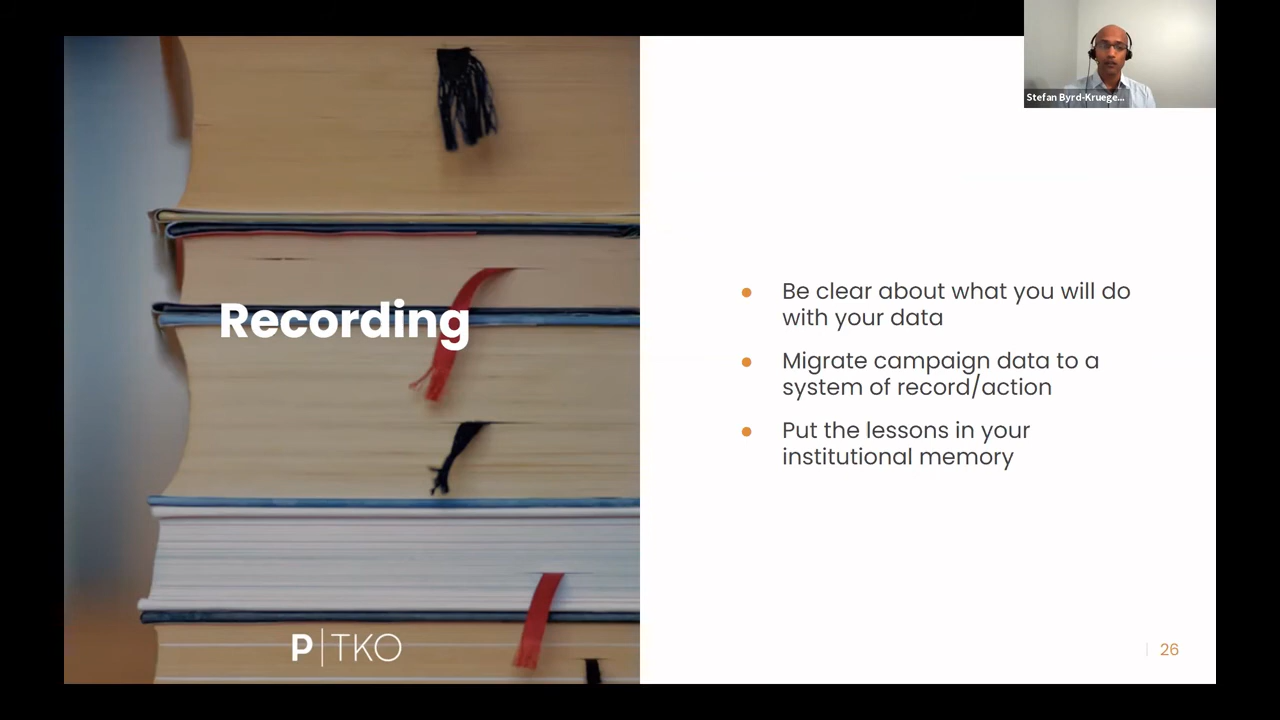 Stefan Byrd-Kruege...
Recording
Be clear about what you will do
with your data
Migrate campaign data to a
system of record/action
Put the lessons in your
institutional memory
P|TKO
26